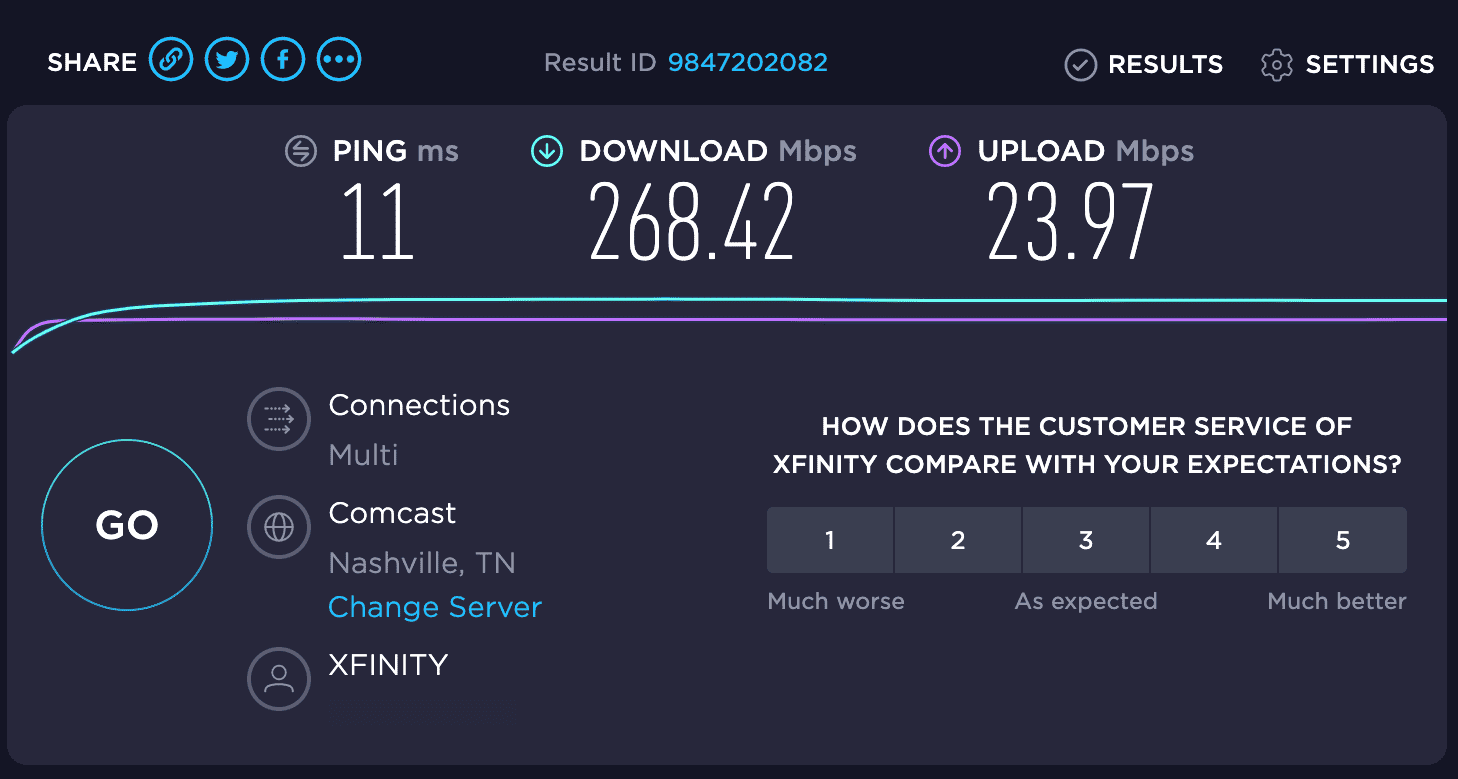 SHARE Result ID 9847202082 RESULTS SETTINGS
PING ms DOWNLOAD Mbps UPLOAD Mbps
11 268.42 23.97
Connections
Multi
Comcast
Nashville, TN
Change Server
XFINITY
GO
HOW DOES THE CUSTOMER SERVICE OF
XFINITY COMPARE WITH YOUR EXPECTATIONS?
1 2 3 4 5
Much worse As expected Much better